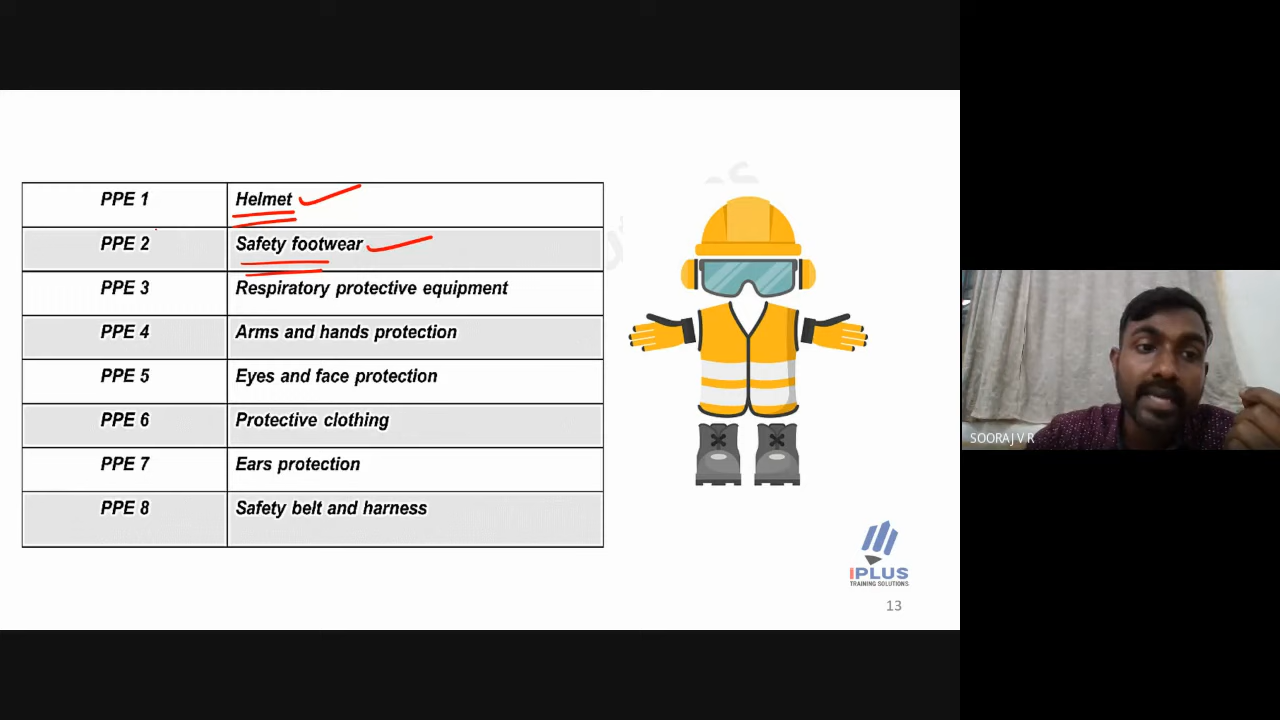 PPE 1 Helmet
PPE 2 Safety footwear
PPE 3 Respiratory protective equipment
PPE 4 Arms and hands protection
PPE 5 Eyes and face protection
PPE 6 Protective clothing
PPE 7 Ears protection
PPE 8 Safety belt and harness
IPLUS
TRAINING SOLUTIONS
13
SOORAJ V R